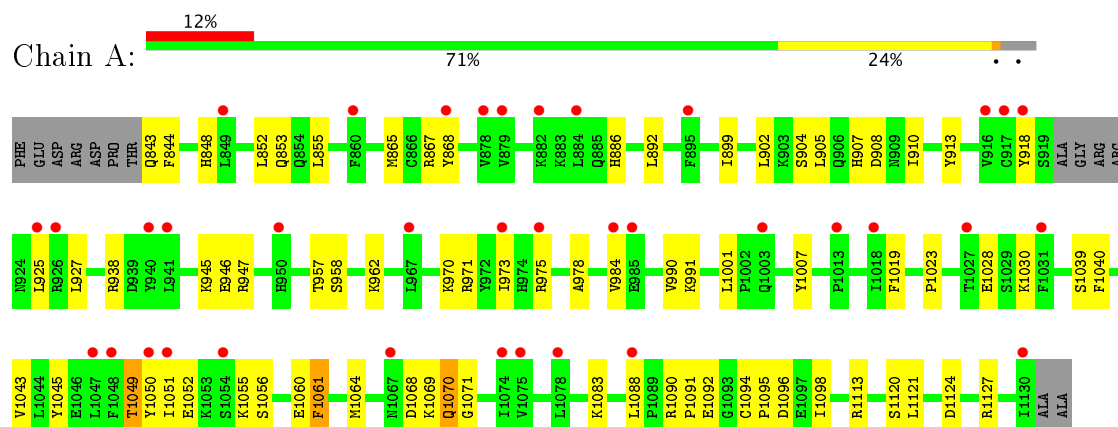 12%
Chain A:
71% 24% • •
PHE GLU ASP ARG ASP PRO THR Q843 F844 H848 L849 L852 Q853 Q854 L855 F860 M865 C866 R867 Y868 V878 V879 K882 K883 L884 Q885 H886 L892 F895 I899 L902 K903 S904 L905 Q906 H907 D908 N909 I910 Y913 V916 G917 Y918 S919 ALA GLY ARG ARG
N924 L925 R926 L927 R938 D939 Y940 L941 K945 E946 R947 H950 T957 S958 K962 L967 K970 R971 Y972 I973 H974 R975 A978 V984 E985 V990 K991 L1001 P1002 Q1003 Y1007 P1013 I1018 F1019 P1023 T1027 E1028 S1029 K1030 F1031 S1039 F1040
V1043 L1044 Y1045 E1046 L1047 F1048 T1049 Y1050 I1051 E1052 K1053 S1054 K1055 S1056 E1060 F1061 M1064 N1067 D1068 K1069 Q1070 G1071 I1074 V1075 L1078 K1083 L1088 P1089 R1090 P1091 E1092 G1093 C1094 P1095 D1096 E1097 I1098 R1113 S1120 L1121 D1124 R1127 I1130 ALA ALA